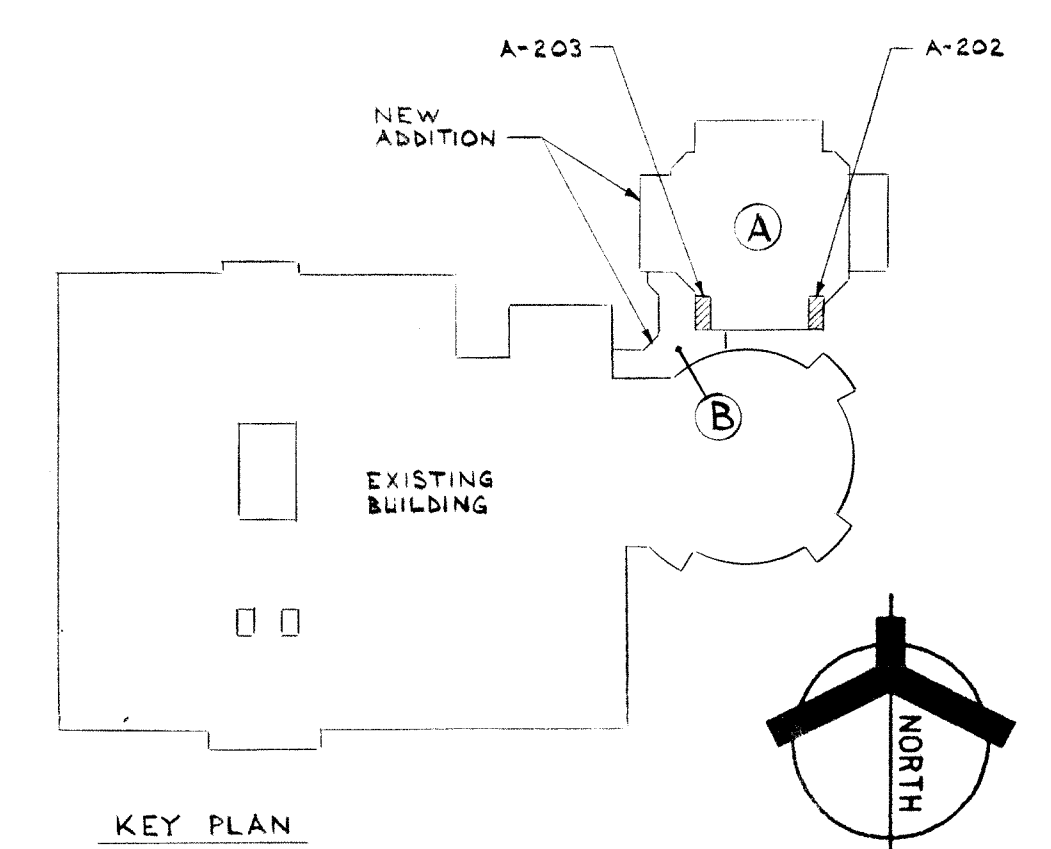 A-203
A-202
NEW
ADDITION
A
B
EXISTING
BUILDING
NORTH
KEY PLAN